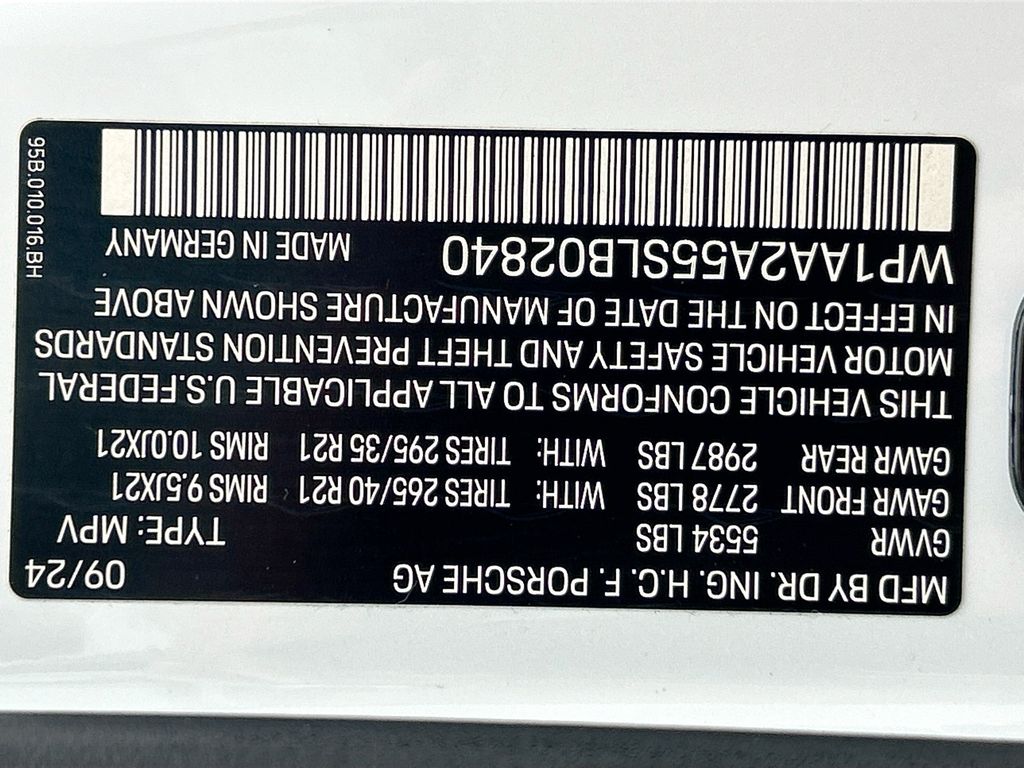 MFD BY DR. ING. H.C. F. PORSCHE AG 09/24
GVWR 5534 LBS TYPE: MPV
GAWR FRONT 2778 LBS WITH: TIRES 265/40 R21 RIMS 9.5JX21
GAWR REAR 2987 LBS WITH: TIRES 295/35 R21 RIMS 10.0JX21
THIS VEHICLE CONFORMS TO ALL APPLICABLE U.S.FEDERAL
MOTOR VEHICLE SAFETY AND THEFT PREVENTION STANDARDS
IN EFFECT ON THE DATE OF MANUFACTURE SHOWN ABOVE
WP1AA2A55SLB02840 MADE IN GERMANY
95B.010.016.BH